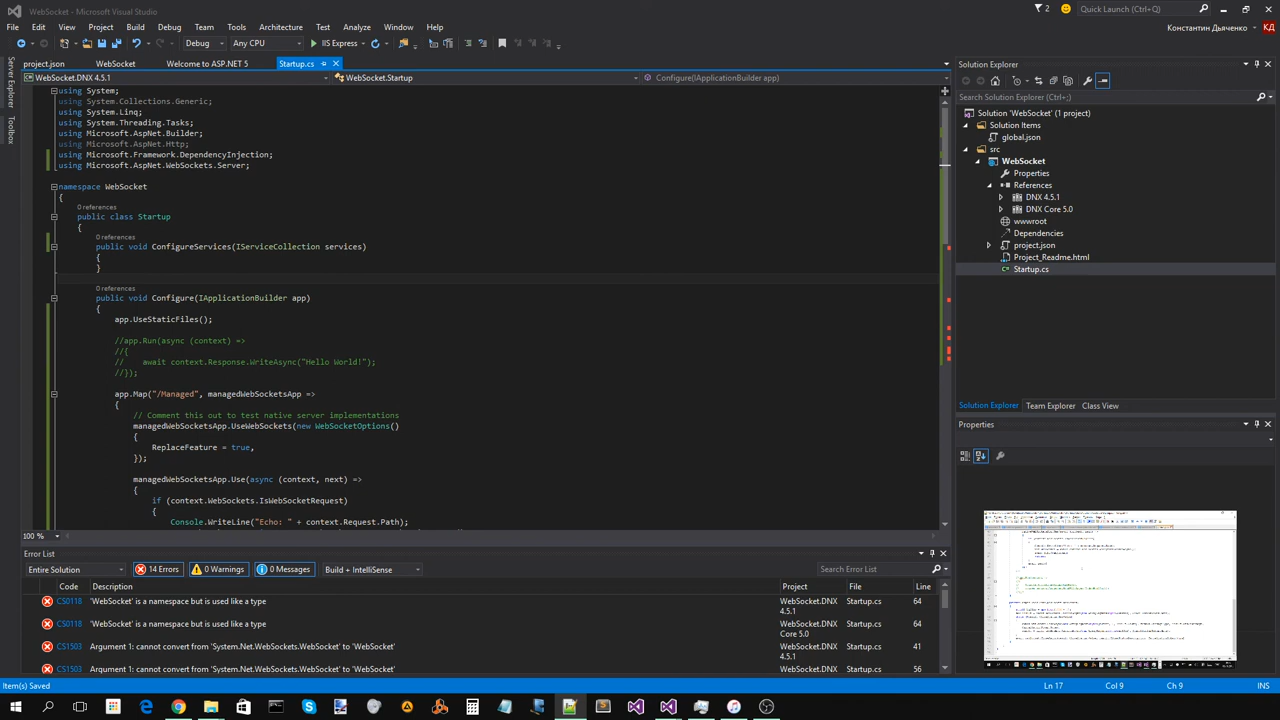 WebSocket - Microsoft Visual Studio
2
Quick Launch (Ctrl+Q)
File Edit View Project Build Debug Team Tools Architecture Test Analyze Window Help
Константин Дьяченко КД
Debug Any CPU IIS Express
project.json WebSocket Welcome to ASP.NET 5 Startup.cs
WebSocket.DNX 4.5.1 WebSocket.Startup Configure(IApplicationBuilder app)
Server Explorer
Toolbox
using System;
using System.Collections.Generic;
using System.Linq;
using System.Threading.Tasks;
using Microsoft.AspNet.Builder;
using Microsoft.AspNet.Http;
using Microsoft.Framework.DependencyInjection;
using Microsoft.AspNet.WebSockets.Server;
namespace WebSocket
{
0 references
public class Startup
{
0 references
public void ConfigureServices(IServiceCollection services)
{
}
0 references
public void Configure(IApplicationBuilder app)
{
app.UseStaticFiles();
//app.Run(async (context) =>
//{
// await context.Response.WriteAsync("Hello World!");
//});
app.Map("/Managed", managedWebSocketsApp =>
{
// Comment this out to test native server implementations
managedWebSocketsApp.UseWebSockets(new WebSocketOptions()
{
ReplaceFeature = true,
});
managedWebSocketsApp.Use(async (context, next) =>
{
if (context.WebSockets.IsWebSocketRequest)
{
Console.WriteLine("Echo: " + context.Request.Path);
100 %
Solution Explorer
Search Solution Explorer (Ctrl+;)
Solution 'WebSocket' (1 project)
Solution Items
global.json
src
WebSocket
Properties
References
DNX 4.5.1
DNX Core 5.0
wwwroot
Dependencies
project.json
Project_Readme.html
Startup.cs
Solution Explorer Team Explorer Class View
Properties
Error List
Entire Solution 14 Errors 0 Warnings 0 Messages IntelliSense Search Error List
Code Description Project File Line
CS0118 'WebSocket' is a namespace but is used like a type WebSocket.DNX 4.5.1 Startup.cs 64
CS0118 'WebSocket' is a namespace but is used like a type WebSocket.DNX Core 5.0 Startup.cs 64
CS1503 Argument 1: cannot convert from 'System.Net.WebSockets.WebSocket' to 'WebSocket' WebSocket.DNX 4.5.1 Startup.cs 41
CS1503 Argument 1: cannot convert from 'System.Net.WebSockets.WebSocket' to 'WebSocket WebSocket.DNX Startup.cs 56
Item(s) Saved Ln 17 Col 9 Ch 9 INS